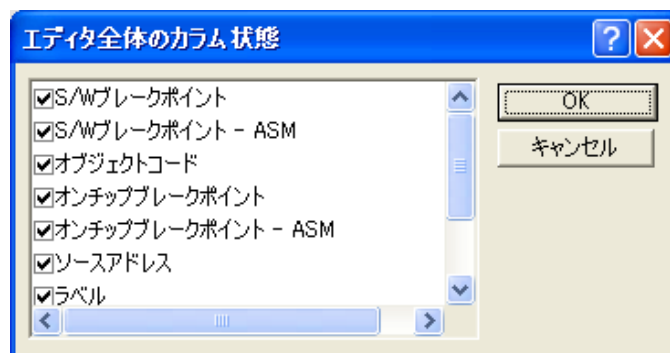 エディタ全体のカラム状態
S/Wブレークポイント
S/Wブレークポイント - ASM
オブジェクトコード
オンチップブレークポイント
オンチップブレークポイント - ASM
ソースアドレス
ラベル
OK
キャンセル